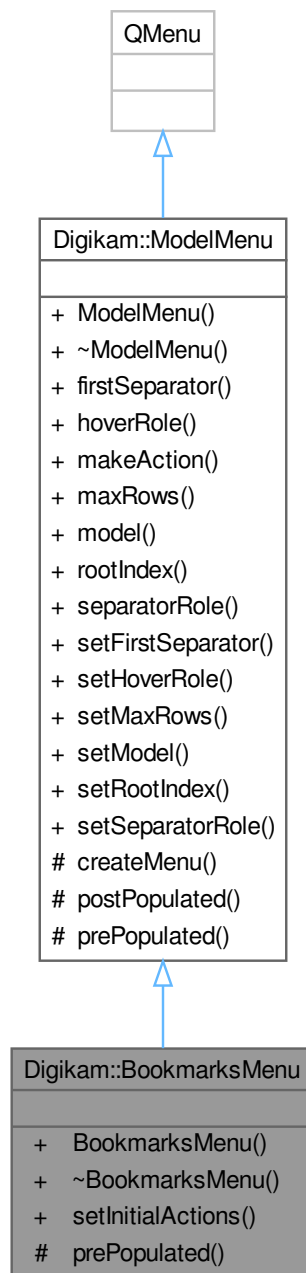 QMenu
Digikam::ModelMenu
+ ModelMenu()
+ ~ModelMenu()
+ firstSeparator()
+ hoverRole()
+ makeAction()
+ maxRows()
+ model()
+ rootIndex()
+ separatorRole()
+ setFirstSeparator()
+ setHoverRole()
+ setMaxRows()
+ setModel()
+ setRootIndex()
+ setSeparatorRole()
# createMenu()
# postPopulated()
# prePopulated()
Digikam::BookmarksMenu
+ BookmarksMenu()
+ ~BookmarksMenu()
+ setInitialActions()
# prePopulated()